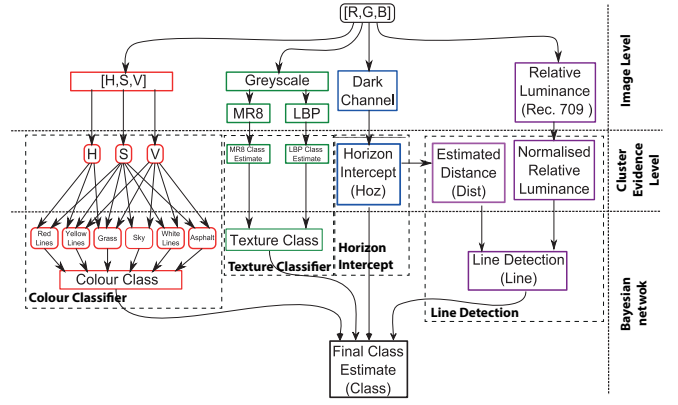 [R,G,B]
[H,S,V]
Greyscale
Dark
Channel
Relative
Luminance
(Rec. 709 )
Image Level
MR8
LBP
H
S
V
MR8 Class
Estimate
LBP Class
Estimate
Horizon
Intercept
(Hoz)
Estimated
Distance
(Dist)
Normalised
Relative
Luminance
Cluster
Evidence
Level
Red
Lines
Yellow
Lines
Grass
Sky
White
Lines
Asphalt
Texture Class
Colour Class
Colour Classifier
Texture Classifier
Horizon
Intercept
Line Detection
(Line)
Line Detection
Bayesian
netwok
Final Class
Estimate
(Class)